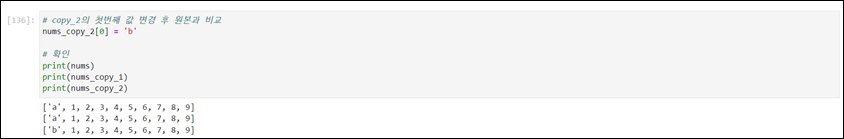 [136]:
# copy_2의 첫번째 값 변경 후 원본과 비교
nums_copy_2[0] = 'b'
# 확인
print(nums)
print(nums_copy_1)
print(nums_copy_2)
['a', 1, 2, 3, 4, 5, 6, 7, 8, 9]
['a', 1, 2, 3, 4, 5, 6, 7, 8, 9]
['b', 1, 2, 3, 4, 5, 6, 7, 8, 9]